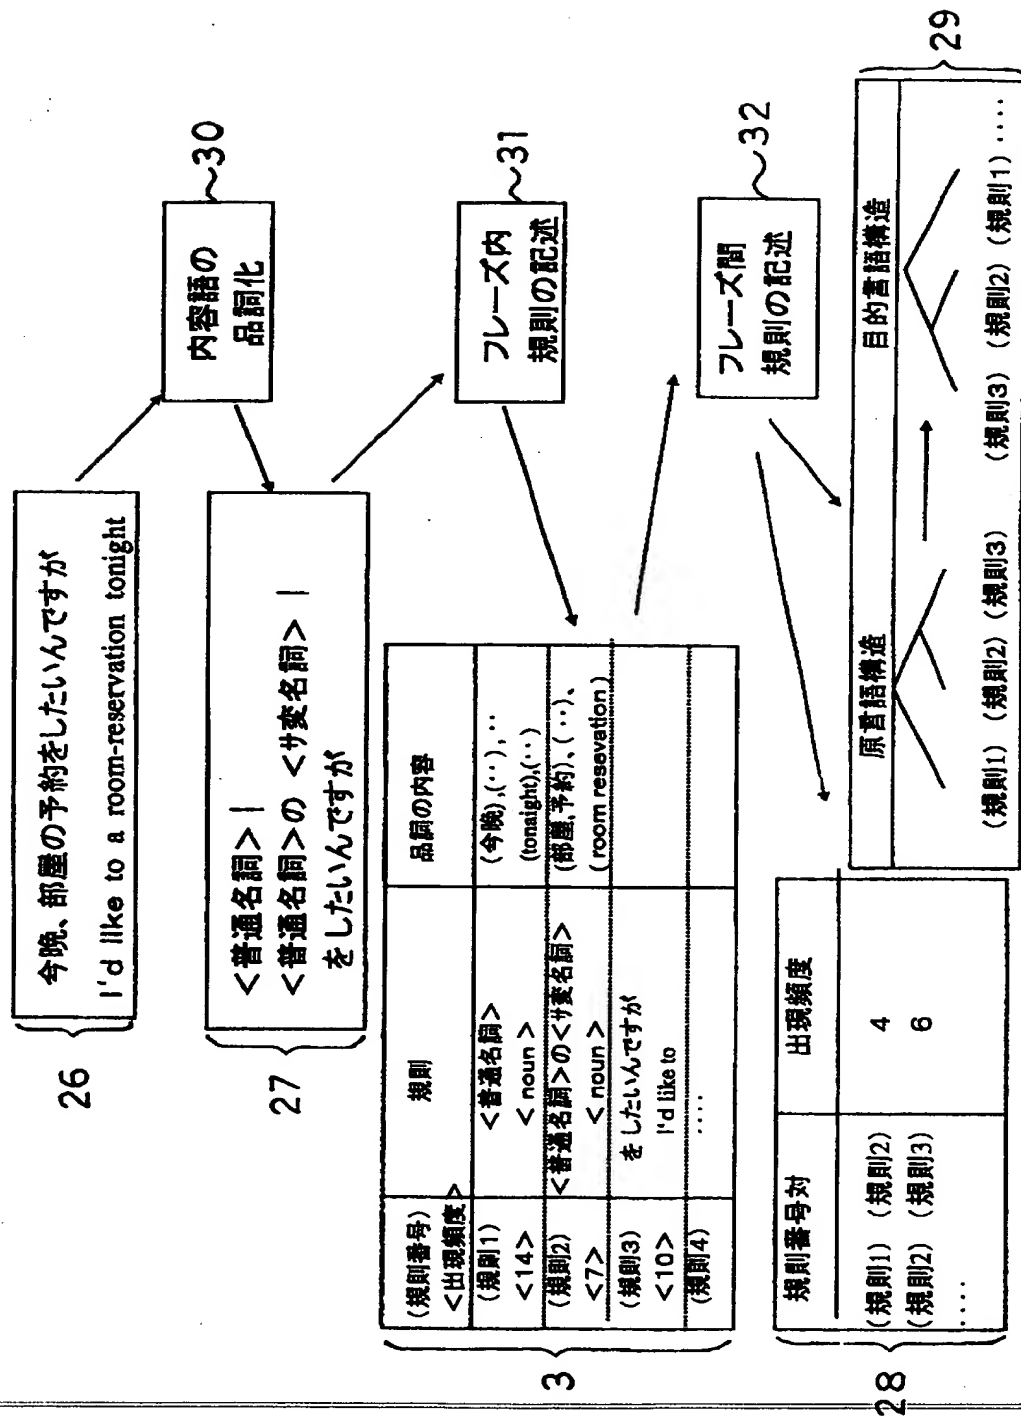 今晩、部屋の予約をしたいんですが
I'd like to a room-reservation tonight
26
内容語の
品詞化
30
<普通名詞> |
<普通名詞>の <サ変名詞> |
を したいんですが
27
フレーズ内
規則の記述
31
(規則番号)
<出現頻度>
規則
品詞の内容
(規則1)
<14>
<普通名詞>
< noun >
(今晩),(‥),‥
(tonaight),(‥)
(規則2)
<7>
<普通名詞>の<サ変名詞>
< noun >
(部屋,予約)、(‥)、
( room resevation)
(規則3)
<10>
を したいんですが
I'd like to
(規則4)
....
3
フレーズ間
規則の記述
32
規則番号対
出現頻度
(規則1) (規則2)
4
(規則2) (規則3)
6
....
28
原言語構造
目的言語構造
(規則1) (規則2) (規則3)
(規則3) (規則2) (規則1) ....
29